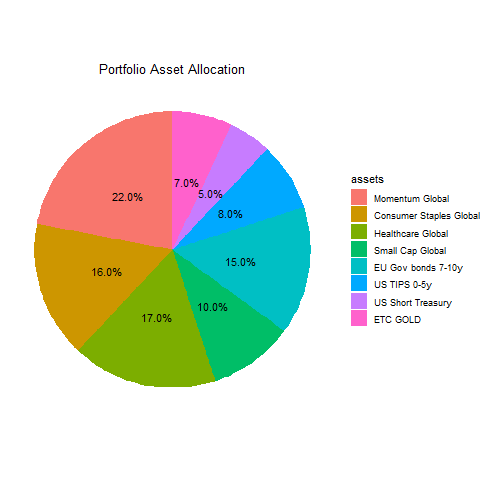 Portfolio Asset Allocation
7.0%
5.0%
22.0%
8.0%
15.0%
16.0%
10.0%
17.0%
assets
Momentum Global
Consumer Staples Global
Healthcare Global
Small Cap Global
EU Gov bonds 7-10y
US TIPS 0-5y
US Short Treasury
ETC GOLD